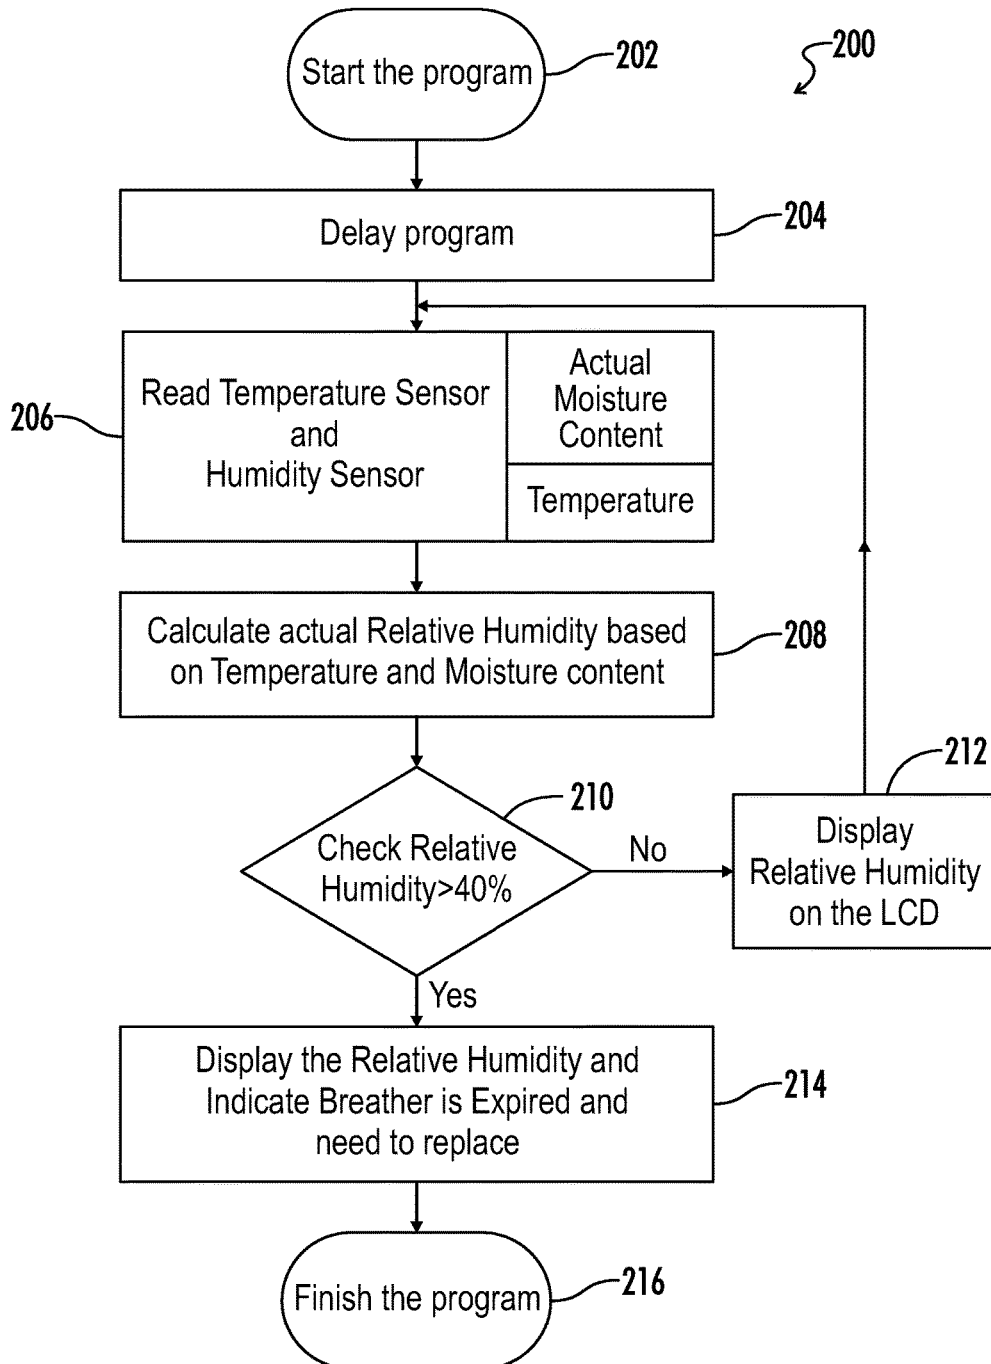 Start the program
202
200
Delay program
204
Read Temperature Sensor
and
Humidity Sensor
Actual
Moisture
Content
Temperature
206
Calculate actual Relative Humidity based
on Temperature and Moisture content
208
Check Relative
Humidity>40%
210
No
212
Display
Relative Humidity
on the LCD
Yes
Display the Relative Humidity and
Indicate Breather is Expired and
need to replace
214
Finish the program
216